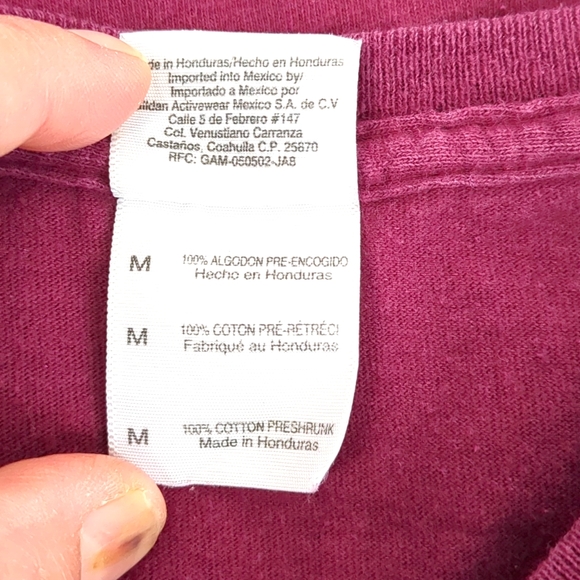 de in Honduras/Hecho en Honduras
Imported into Mexico by/
Importado a Mexico por
ildan Activewear Mexico S.A. de C.V
Calle 5 de Febrero #147
Col. Venustiano Carranza
Castaños, Coahuila C.P. 25870
RFC: GAM-050502-JA8
M 100% ALGODON PRE-ENCOGIDO
Hecho en Honduras
M 100% COTON PRÉ-RÉTRÉCI
Fabriqué au Honduras
M 100% COTTON PRESHRUNK
Made in Honduras